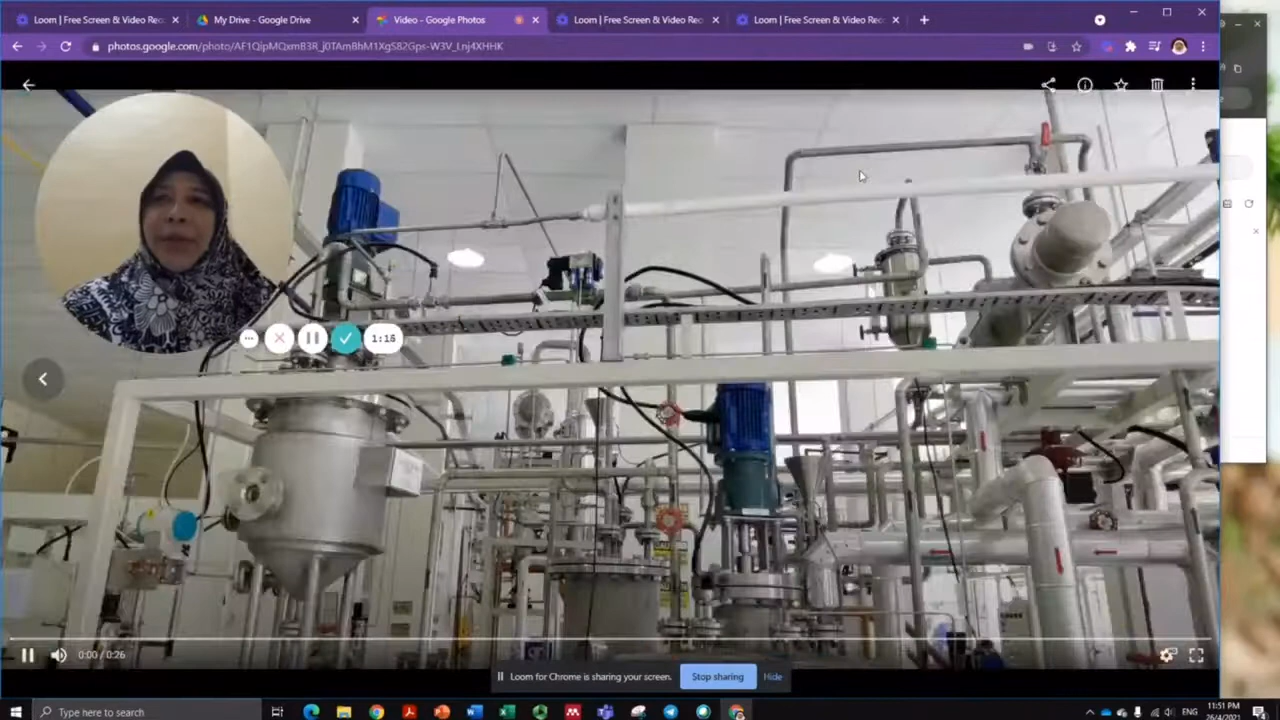 Loom | Free Screen & Video Rec
My Drive - Google Drive
Video - Google Photos
Loom | Free Screen & Video Rec
Loom | Free Screen & Video Rec
photos.google.com/photo/AF1QipMQxmB3R_j0TAmBhM1XgS82Gps-W3V_Lnj4XHHK
1:16
0:00 / 0:26
Loom for Chrome is sharing your screen.
Stop sharing
Hide
Type here to search
ENG
11:51 PM
26/4/2021